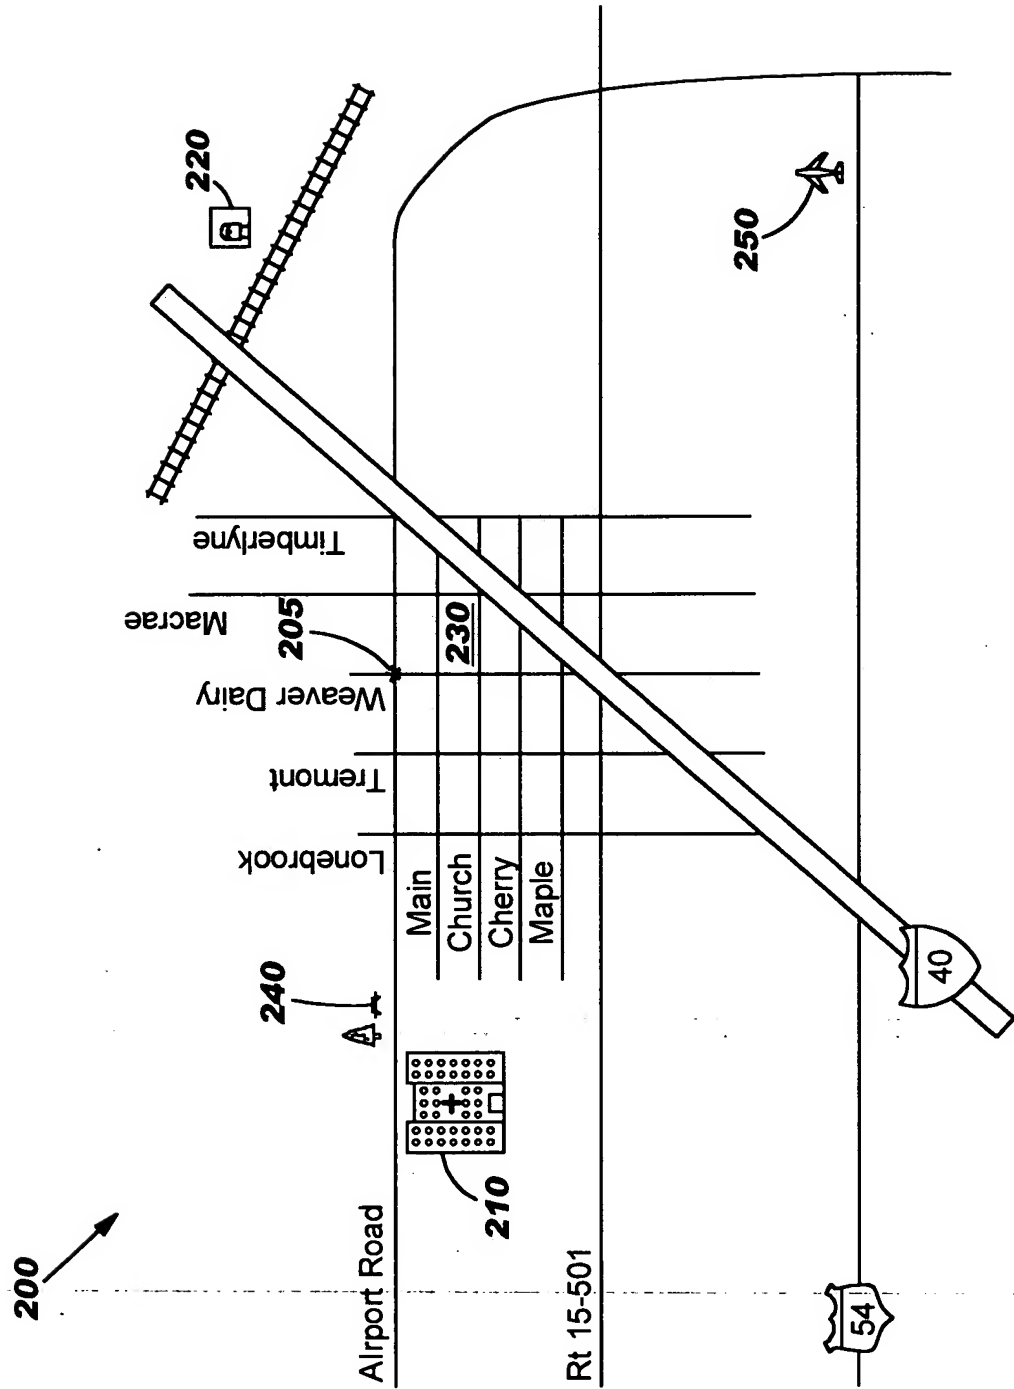 200
220
Timberlyne
Macrae
205
Weaver Dairy
230
Tremont
Lonebrook
250
Main
Church
Cherry
Maple
240
210
Airport Road
Rt 15-501
40
54